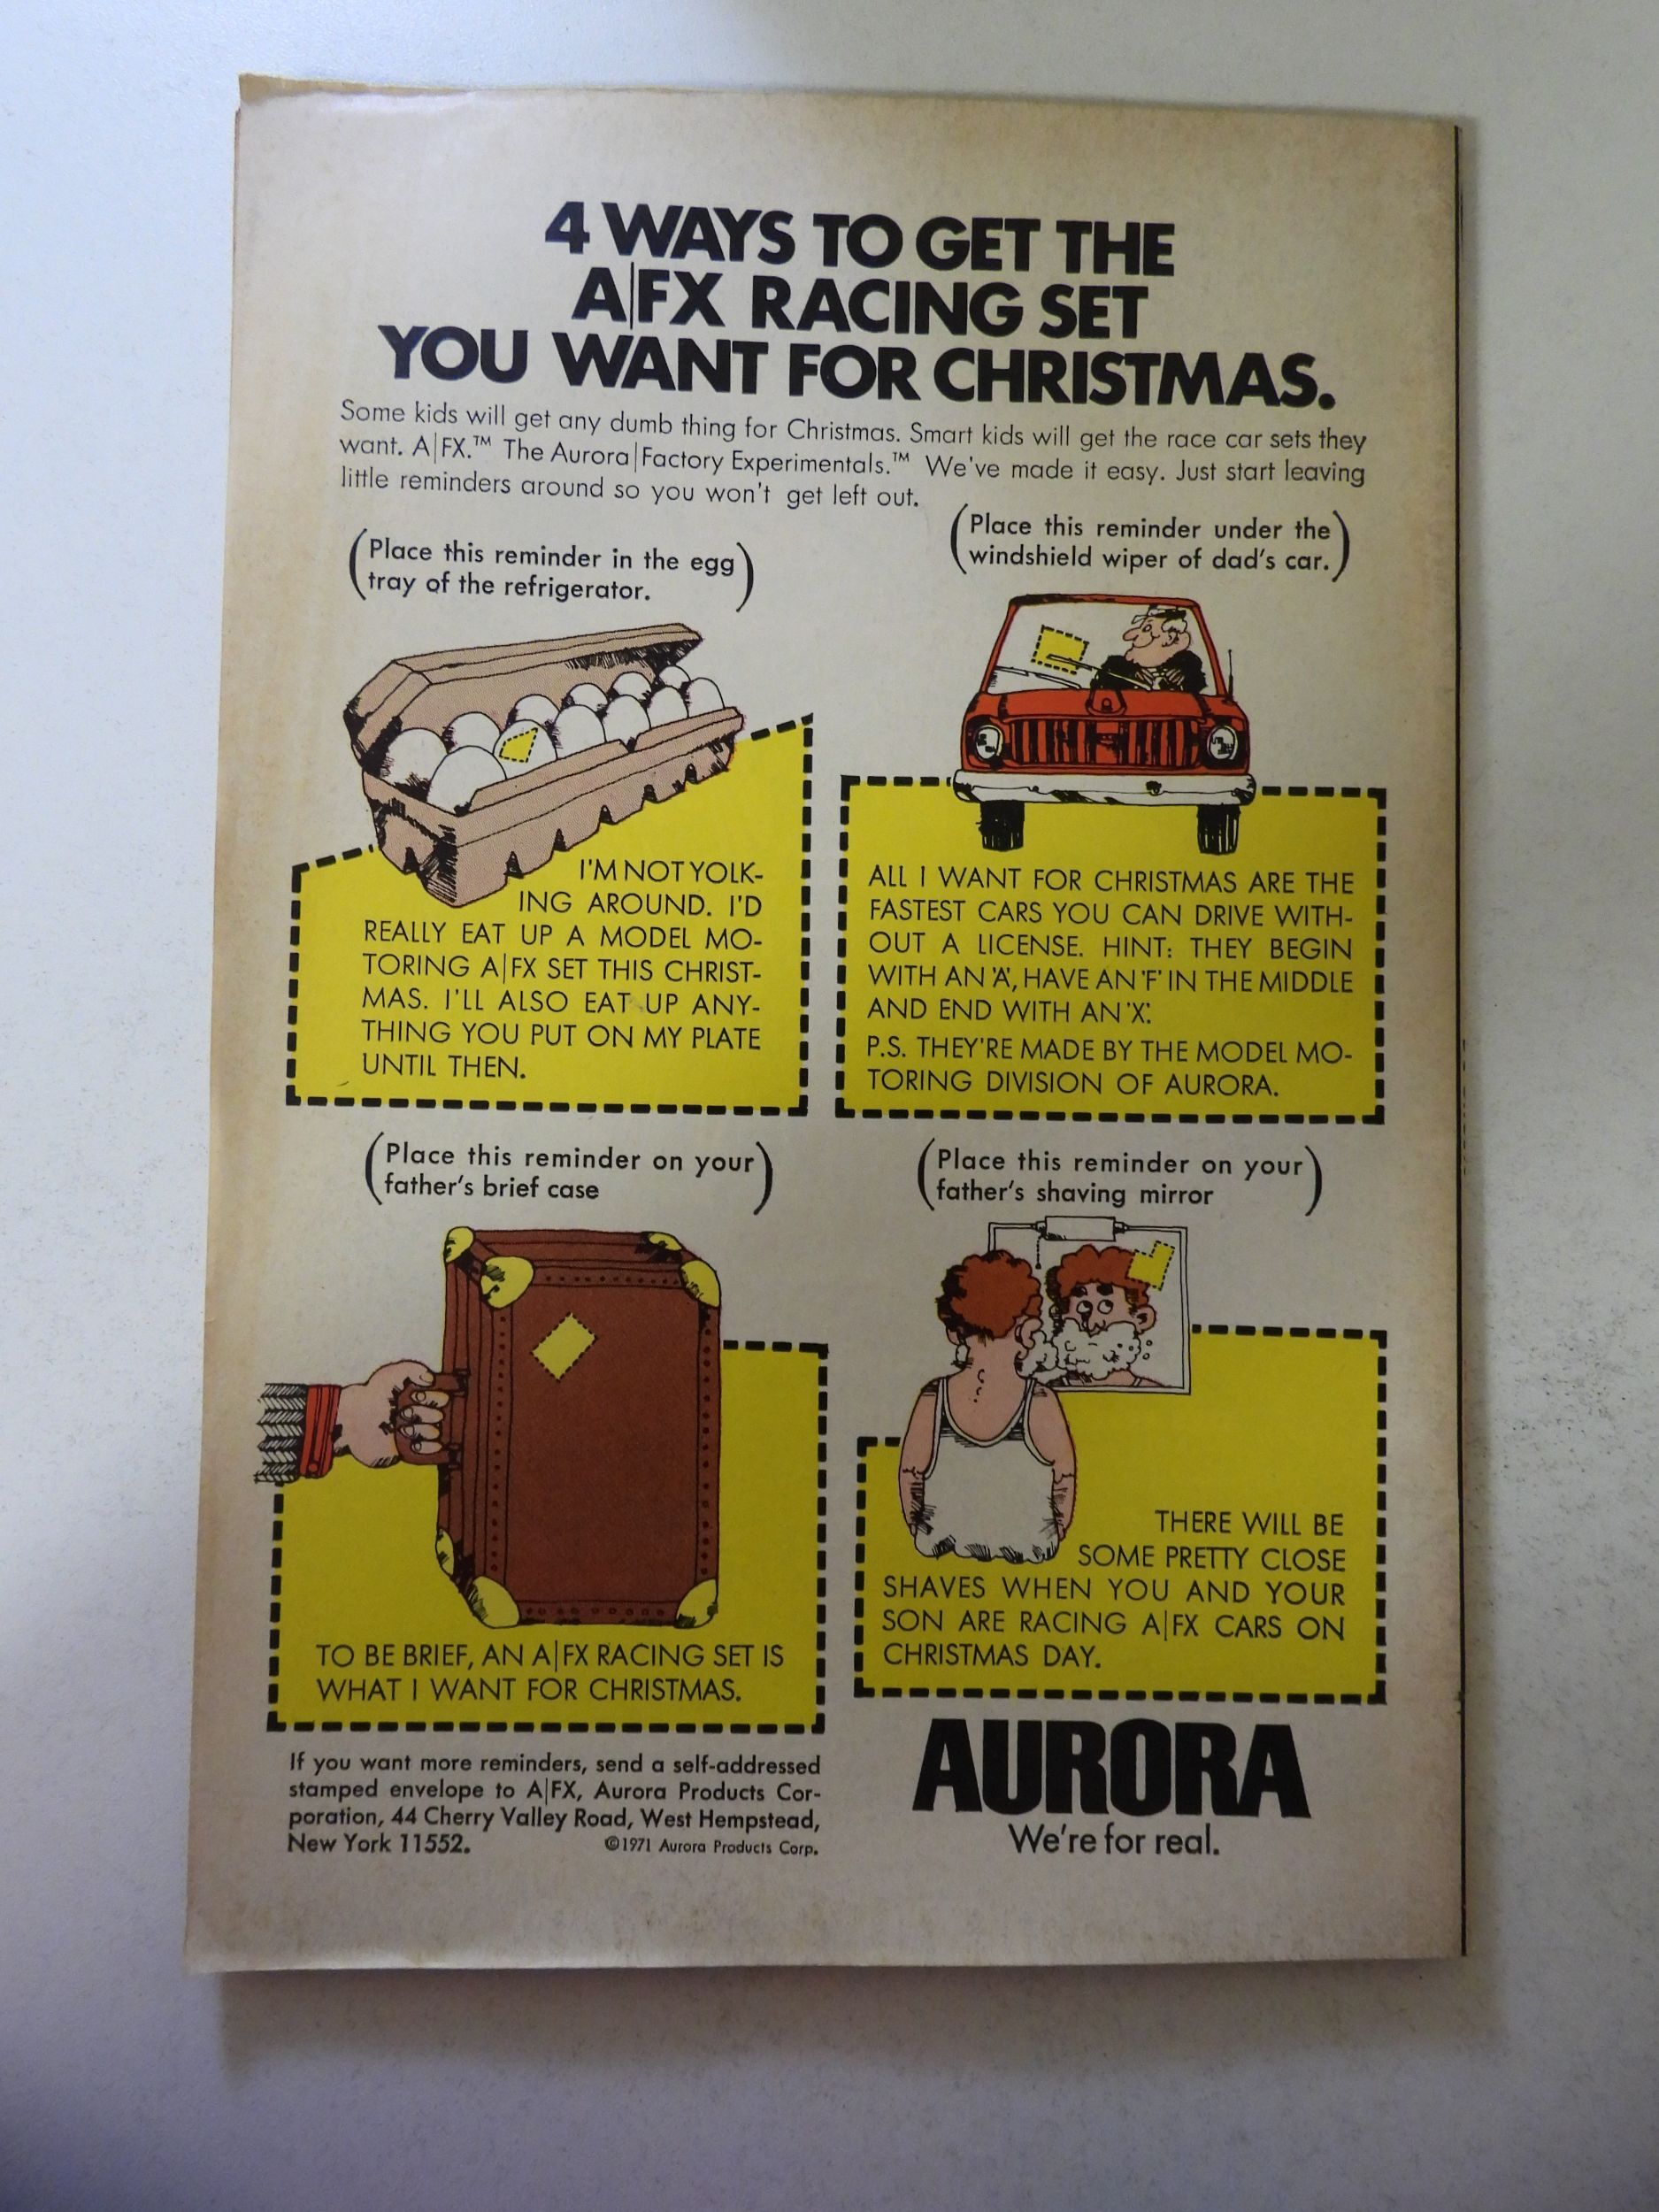 4 WAYS TO GET THE
A|FX RACING SET
YOU WANT FOR CHRISTMAS.
Some kids will get any dumb thing for Christmas. Smart kids will get the race car sets they
want. A|FX.™ The Aurora|Factory Experimentals.™ We've made it easy. Just start leaving
little reminders around so you won't get left out.
(Place this reminder in the egg
tray of the refrigerator.)
(Place this reminder under the
windshield wiper of dad's car.)
I'M NOT YOLK-
ING AROUND. I'D
REALLY EAT UP A MODEL MO-
TORING A|FX SET THIS CHRIST-
MAS. I'LL ALSO EAT UP ANY-
THING YOU PUT ON MY PLATE
UNTIL THEN.
ALL I WANT FOR CHRISTMAS ARE THE
FASTEST CARS YOU CAN DRIVE WITH-
OUT A LICENSE. HINT: THEY BEGIN
WITH AN 'A', HAVE AN 'F' IN THE MIDDLE
AND END WITH AN 'X'.
P.S. THEY'RE MADE BY THE MODEL MO-
TORING DIVISION OF AURORA.
(Place this reminder on your
father's brief case)
(Place this reminder on your
father's shaving mirror)
TO BE BRIEF, AN A|FX RACING SET IS
WHAT I WANT FOR CHRISTMAS.
THERE WILL BE
SOME PRETTY CLOSE
SHAVES WHEN YOU AND YOUR
SON ARE RACING A|FX CARS ON
CHRISTMAS DAY.
If you want more reminders, send a self-addressed
stamped envelope to A|FX, Aurora Products Cor-
poration, 44 Cherry Valley Road, West Hempstead,
New York 11552. ©1971 Aurora Products Corp.
AURORA
We're for real.